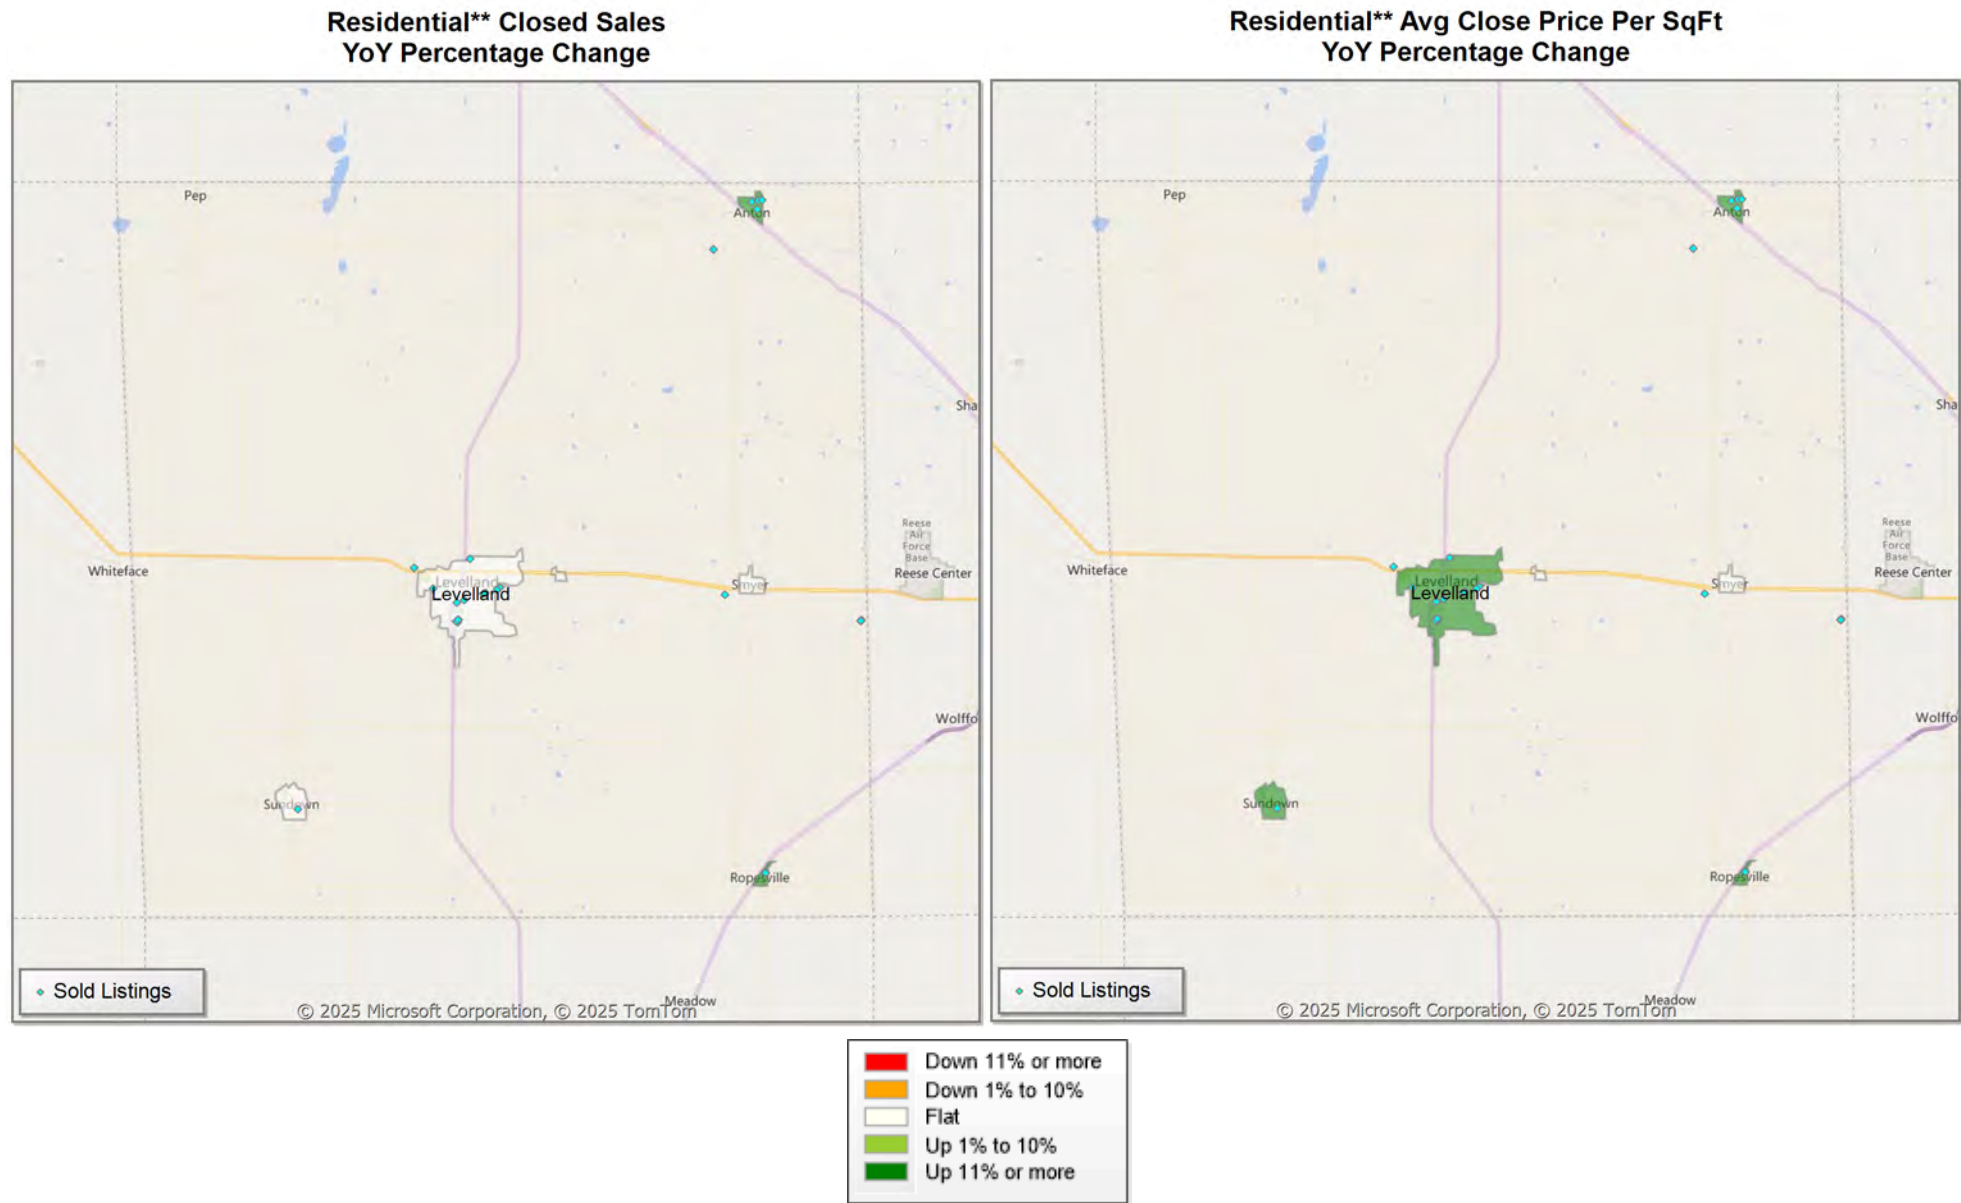 Residential** Closed Sales
YoY Percentage Change
Pep
Anton
Sha
Reese
Air
Force
Base
Reese Center
Whiteface
Levelland
Levelland
Smyer
Wolffo
Sundown
Ropesville
Sold Listings
Meadow
© 2025 Microsoft Corporation, © 2025 TomTom
Residential** Avg Close Price Per SqFt
YoY Percentage Change
Pep
Anton
Sha
Reese
Air
Force
Base
Reese Center
Whiteface
Levelland
Levelland
Smyer
Wolffo
Sundown
Ropesville
Sold Listings
Meadow
© 2025 Microsoft Corporation, © 2025 TomTom
Down 11% or more
Down 1% to 10%
Flat
Up 1% to 10%
Up 11% or more